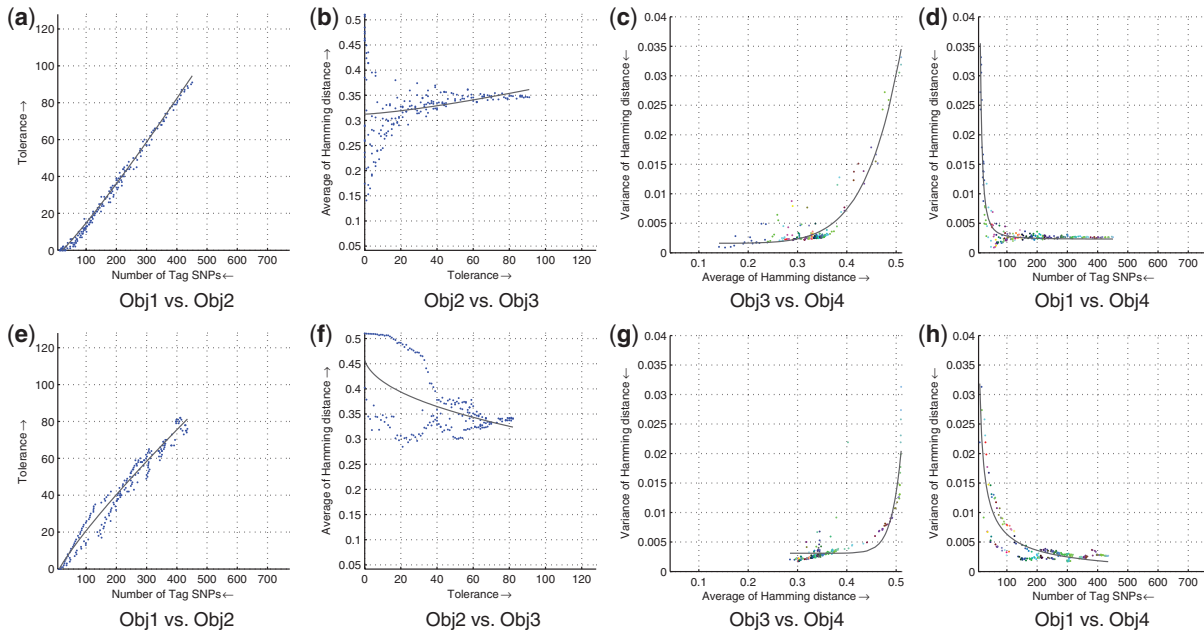 (a)
120
100
80
60
40
20
0
Tolerance→
100 200 300 400 500 600 700
Number of Tag SNPs←
Obj1 vs. Obj2
(b)
0.5
0.45
0.4
0.35
0.3
0.25
0.2
0.15
0.1
0.05
Average of Hamming distance→
0 20 40 60 80 100 120
Tolerance→
Obj2 vs. Obj3
(c)
0.04
0.035
0.03
0.025
0.02
0.015
0.01
0.005
0
Variance of Hamming distance←
0.1 0.2 0.3 0.4 0.5
Average of Hamming distance→
Obj3 vs. Obj4
(d)
0.04
0.035
0.03
0.025
0.02
0.015
0.01
0.005
0
Variance of Hamming distance←
100 200 300 400 500 600 700
Number of Tag SNPs←
Obj1 vs. Obj4
(e)
120
100
80
60
40
20
0
Tolerance→
100 200 300 400 500 600 700
Number of Tag SNPs←
Obj1 vs. Obj2
(f)
0.5
0.45
0.4
0.35
0.3
0.45
0.2
0.15
0.1
0.05
Average of Hamming distance→
0 20 40 60 80 100 120
Tolerance→
Obj2 vs. Obj3
(g)
0.04
0.035
0.03
0.025
0.02
0.015
0.01
0.005
0
Variance of Hamming distance←
0.1 0.2 0.3 0.4 0.5
Average of Hamming distance→
Obj3 vs. Obj4
(h)
0.04
0.035
0.03
0.025
0.02
0.015
0.01
0.005
0
Variance of Hamming distance←
100 200 300 400 500 600 700
Number of Tag SNPs←
Obj1 vs. Obj4